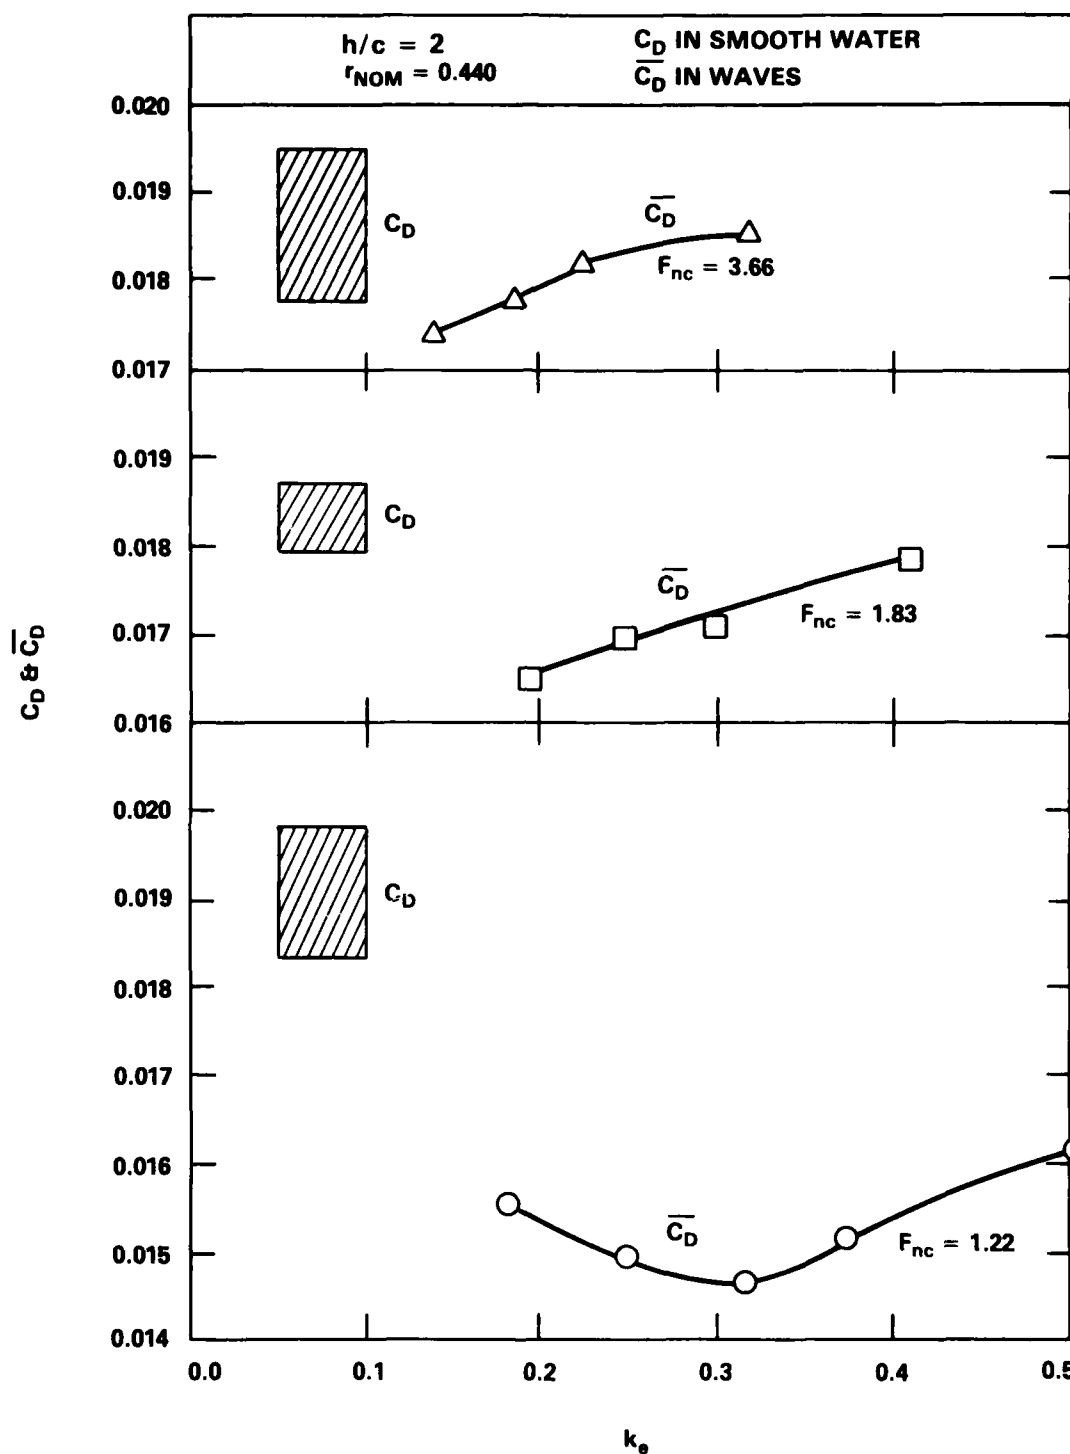 h/c = 2
r_NOM = 0.440
C_D IN SMOOTH WATER
C̅_D IN WAVES
0.020
0.019
C_D
C̅_D
0.018
F_nc = 3.66
0.017
0.019
C_D
0.018
C̅_D
F_nc = 1.83
0.017
C_D & C̅_D
0.016
0.020
0.019
C_D
0.018
0.017
0.016
C̅_D
F_nc = 1.22
0.015
0.014
0.0 0.1 0.2 0.3 0.4 0.5
k_e